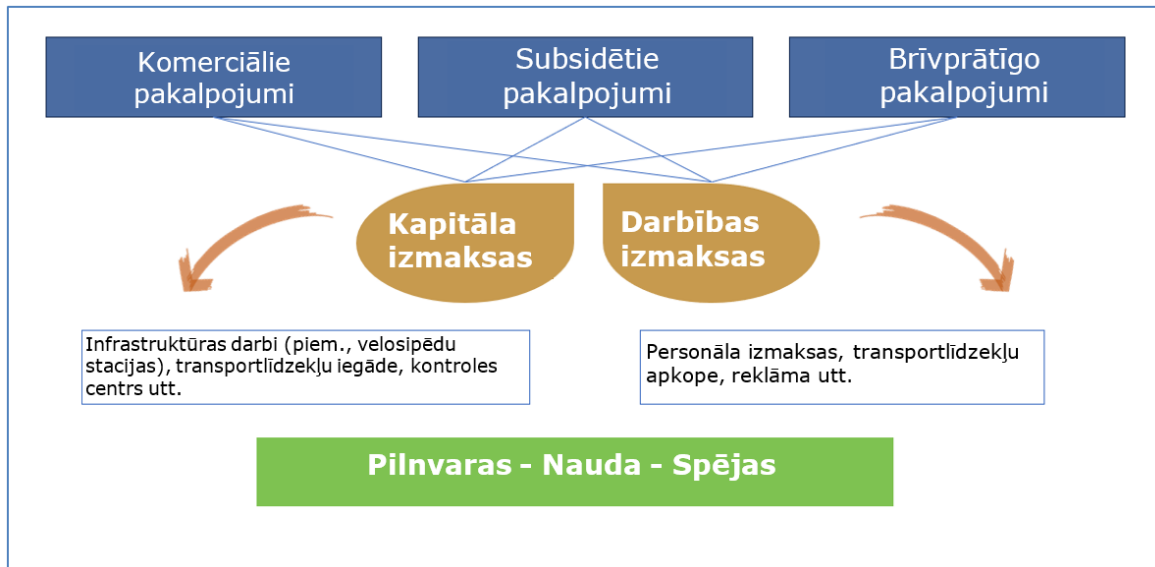 Komerciālie
pakalpojumi
Subsidētie
pakalpojumi
Brīvprātīgo
pakalpojumi
Kapitāla
izmaksas
Darbības
izmaksas
Infrastruktūras darbi (piem., velosipēdu
stacijas), transportlīdzekļu iegāde, kontroles
centrs utt.
Personāla izmaksas, transportlīdzekļu
apkope, reklāma utt.
Pilnvaras - Nauda - Spējas